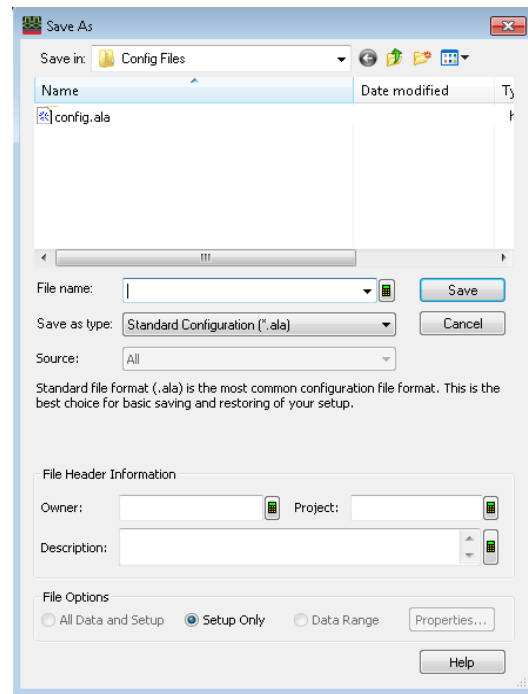 Save As
Save in: Config Files
Name Date modified
config.ala
File name: Save
Save as type: Standard Configuration (*.ala) Cancel
Source: All
Standard file format (.ala) is the most common configuration file format. This is the
best choice for basic saving and restoring of your setup.
File Header Information
Owner: Project:
Description:
File Options
All Data and Setup Setup Only Data Range Properties...
Help